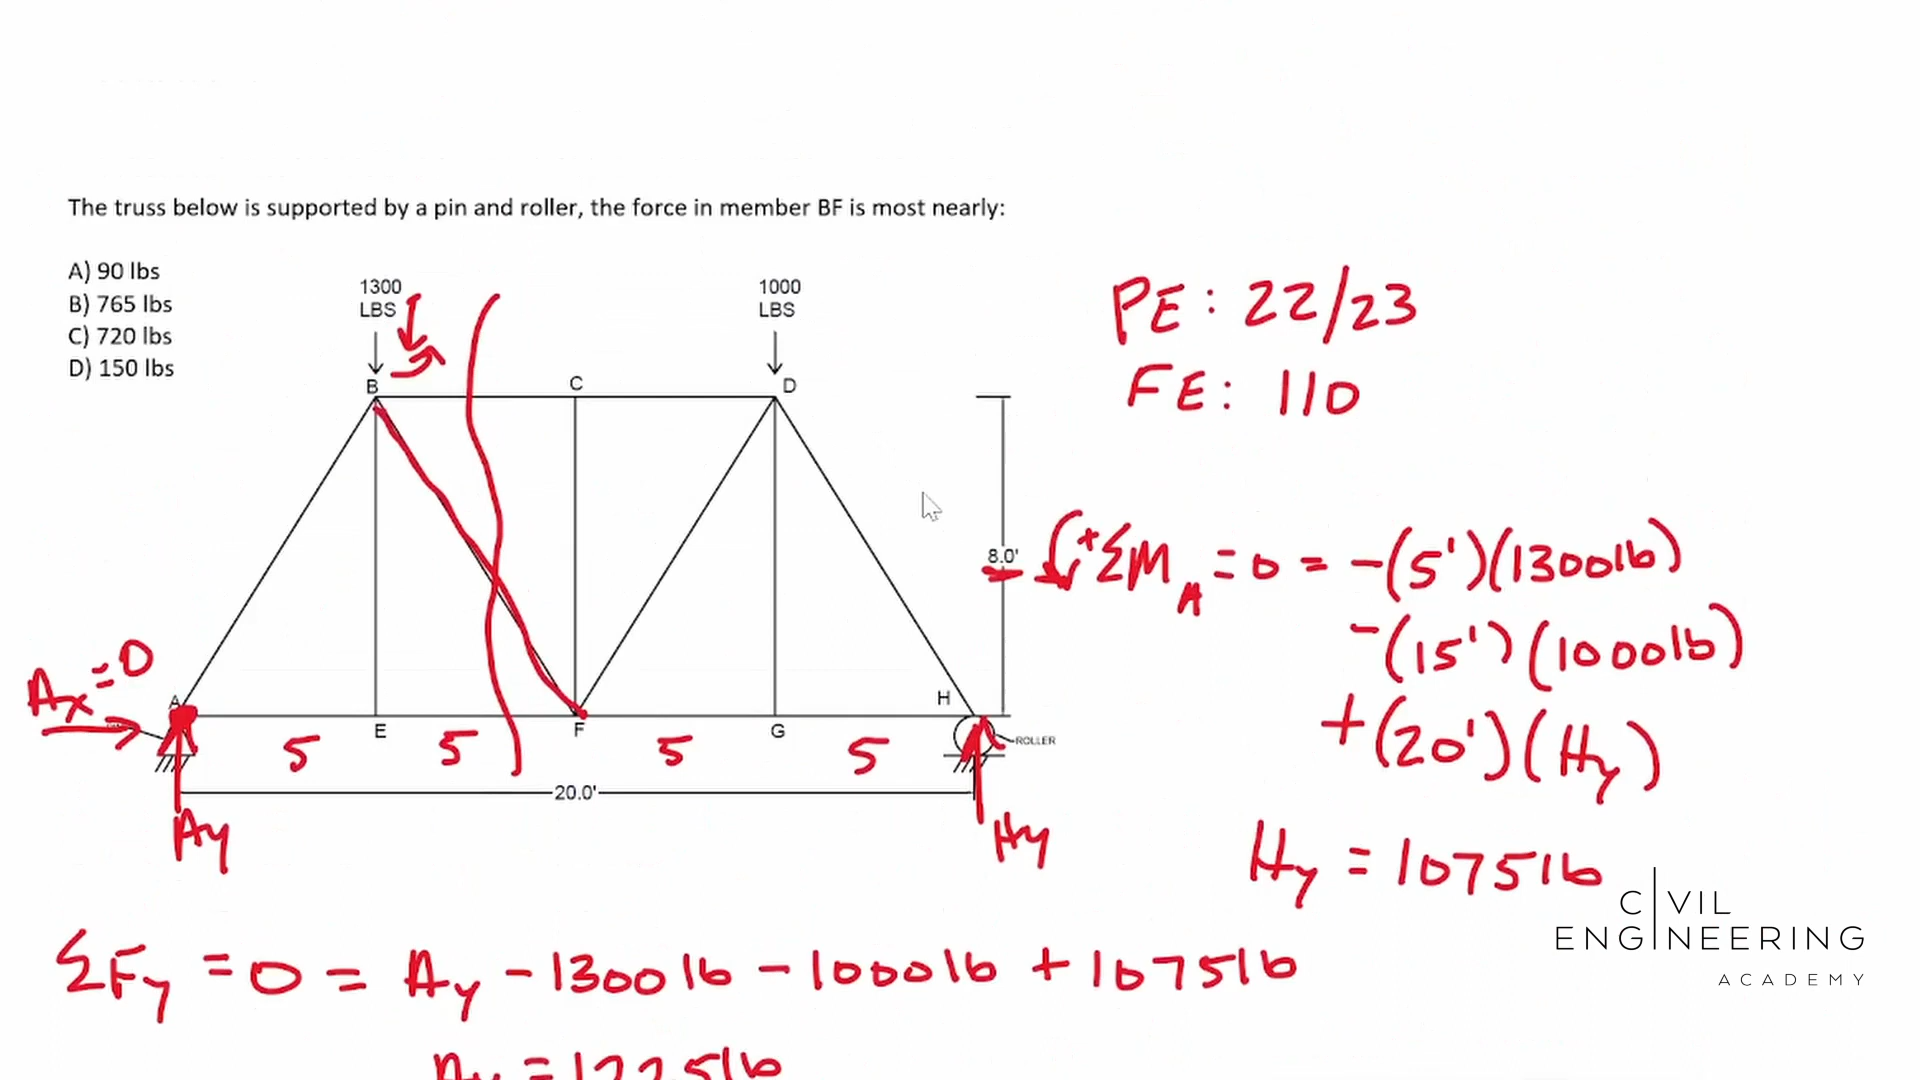 The truss below is supported by a pin and roller, the force in member BF is most nearly:
A) 90 lbs
B) 765 lbs
C) 720 lbs
D) 150 lbs
1300
LBS
1000
LBS
B
C
D
PE: 22/23
FE: 110
8.0'
+ΣM_A = 0 = -(5')(1300lb)
-(15')(1000lb)
+(20')(Hy)
Ax = 0
A
H
E
F
G
ROLLER
5
5
5
5
20.0'
Ay
Hy
Hy = 1075lb
CIVIL
ENGINEERING
ACADEMY
ΣFy = 0 = Ay - 1300lb - 1000lb + 1075lb
Ay = 1225lb